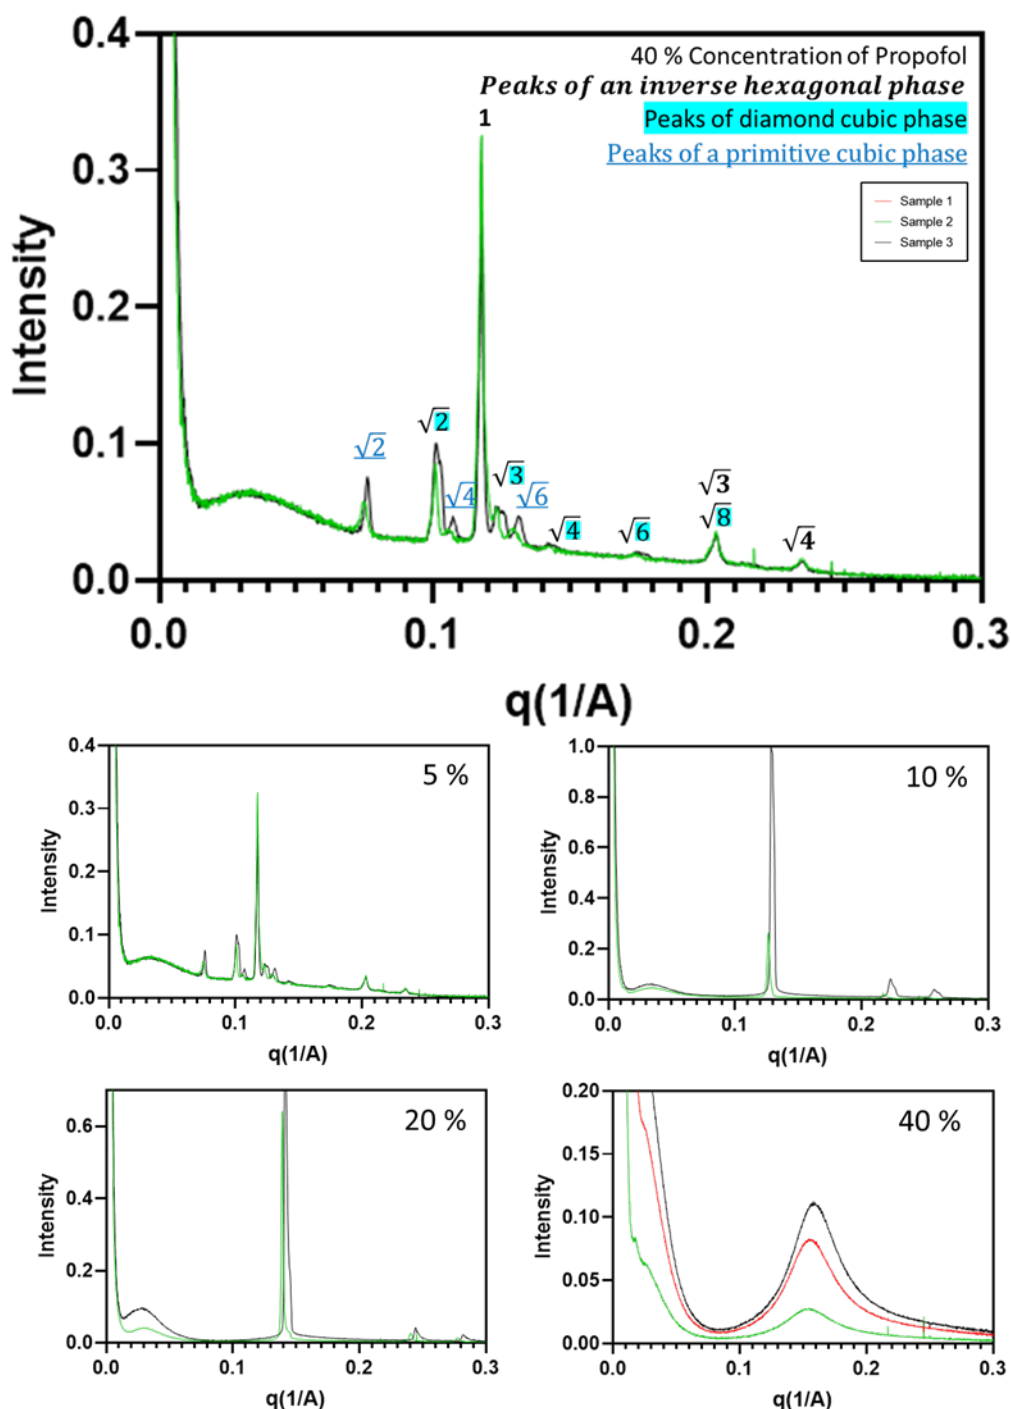 40 % Concentration of Propofol
Peaks of an inverse hexagonal phase
Peaks of diamond cubic phase
Peaks of a primitive cubic phase
Sample 1
Sample 2
Sample 3
0.4
0.3
0.2
0.1
0.0
Intensity
1
√2
√2
√4
√3
√6
√4
√6
√3
√8
√4
0.0 0.1 0.2 0.3
q(1/A)
5 %
0.4
0.3
0.2
0.1
0.0
Intensity
0.0 0.1 0.2 0.3
q(1/A)
10 %
1.0
0.8
0.6
0.4
0.2
0.0
Intensity
0.0 0.1 0.2 0.3
q(1/A)
20 %
0.6
0.4
0.2
0.0
Intensity
0.0 0.1 0.2 0.3
q(1/A)
40 %
0.20
0.15
0.10
0.05
0.00
Intensity
0.0 0.1 0.2 0.3
q(1/A)